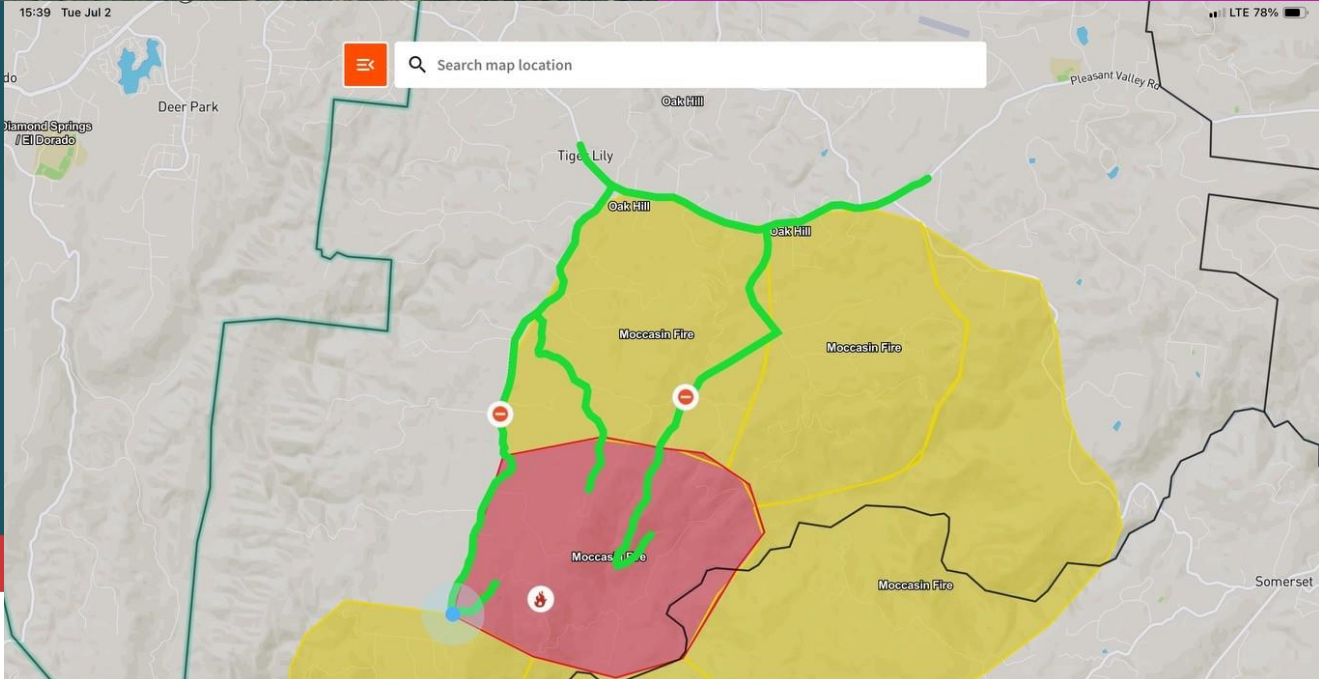 15:39 Tue Jul 2
LTE 78%
Search map location
Oak Hill
Pleasant Valley Rd
do
Deer Park
Diamond Springs
/ El Dorado
Tiger Lily
Oak Hill
Oak Hill
Moccasin Fire
Moccasin Fire
Moccasin Fire
Moccasin Fire
Somerset